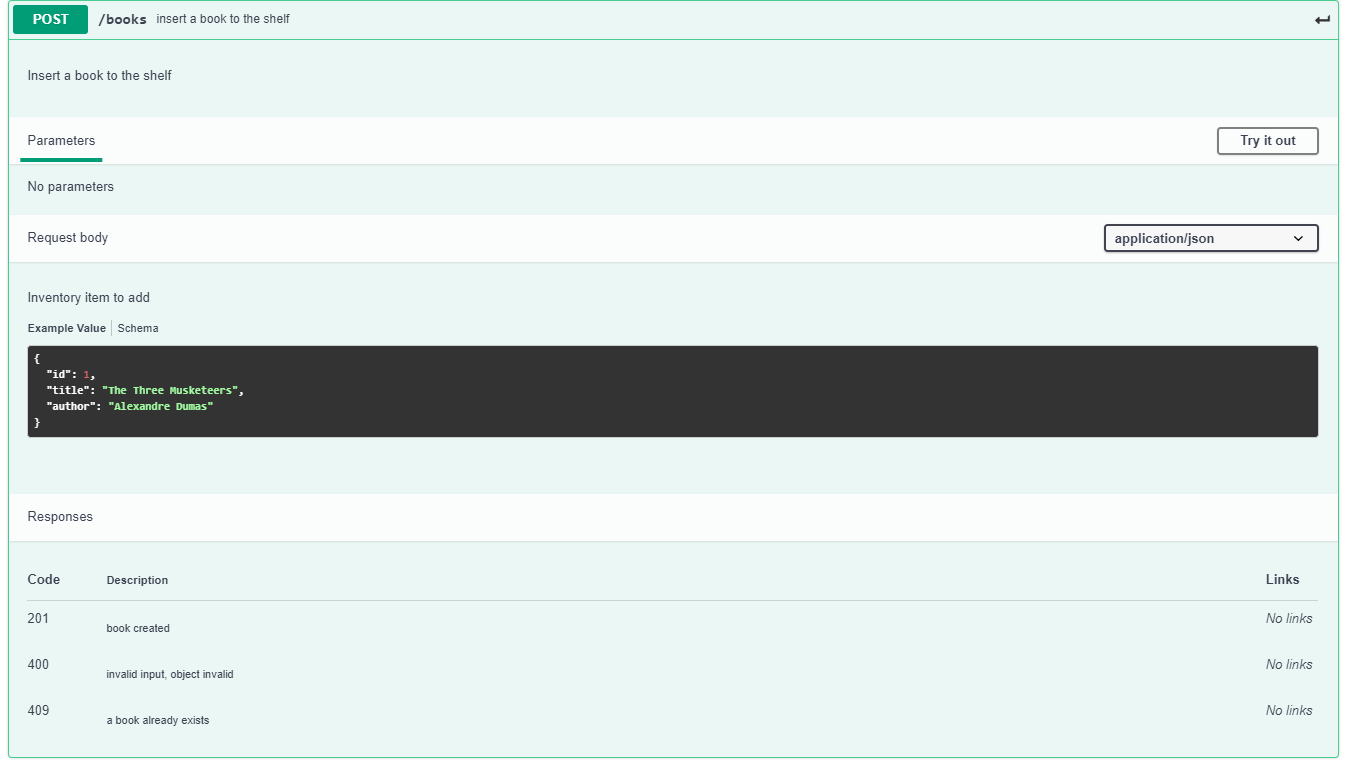 POST /books insert a book to the shelf
Insert a book to the shelf
Parameters Try it out
No parameters
Request body application/json
Inventory item to add
Example Value Schema
{
"id": 1,
"title": "The Three Musketeers",
"author": "Alexandre Dumas"
}
Responses
Code Description Links
201 book created No links
400 invalid input, object invalid No links
409 a book already exists No links